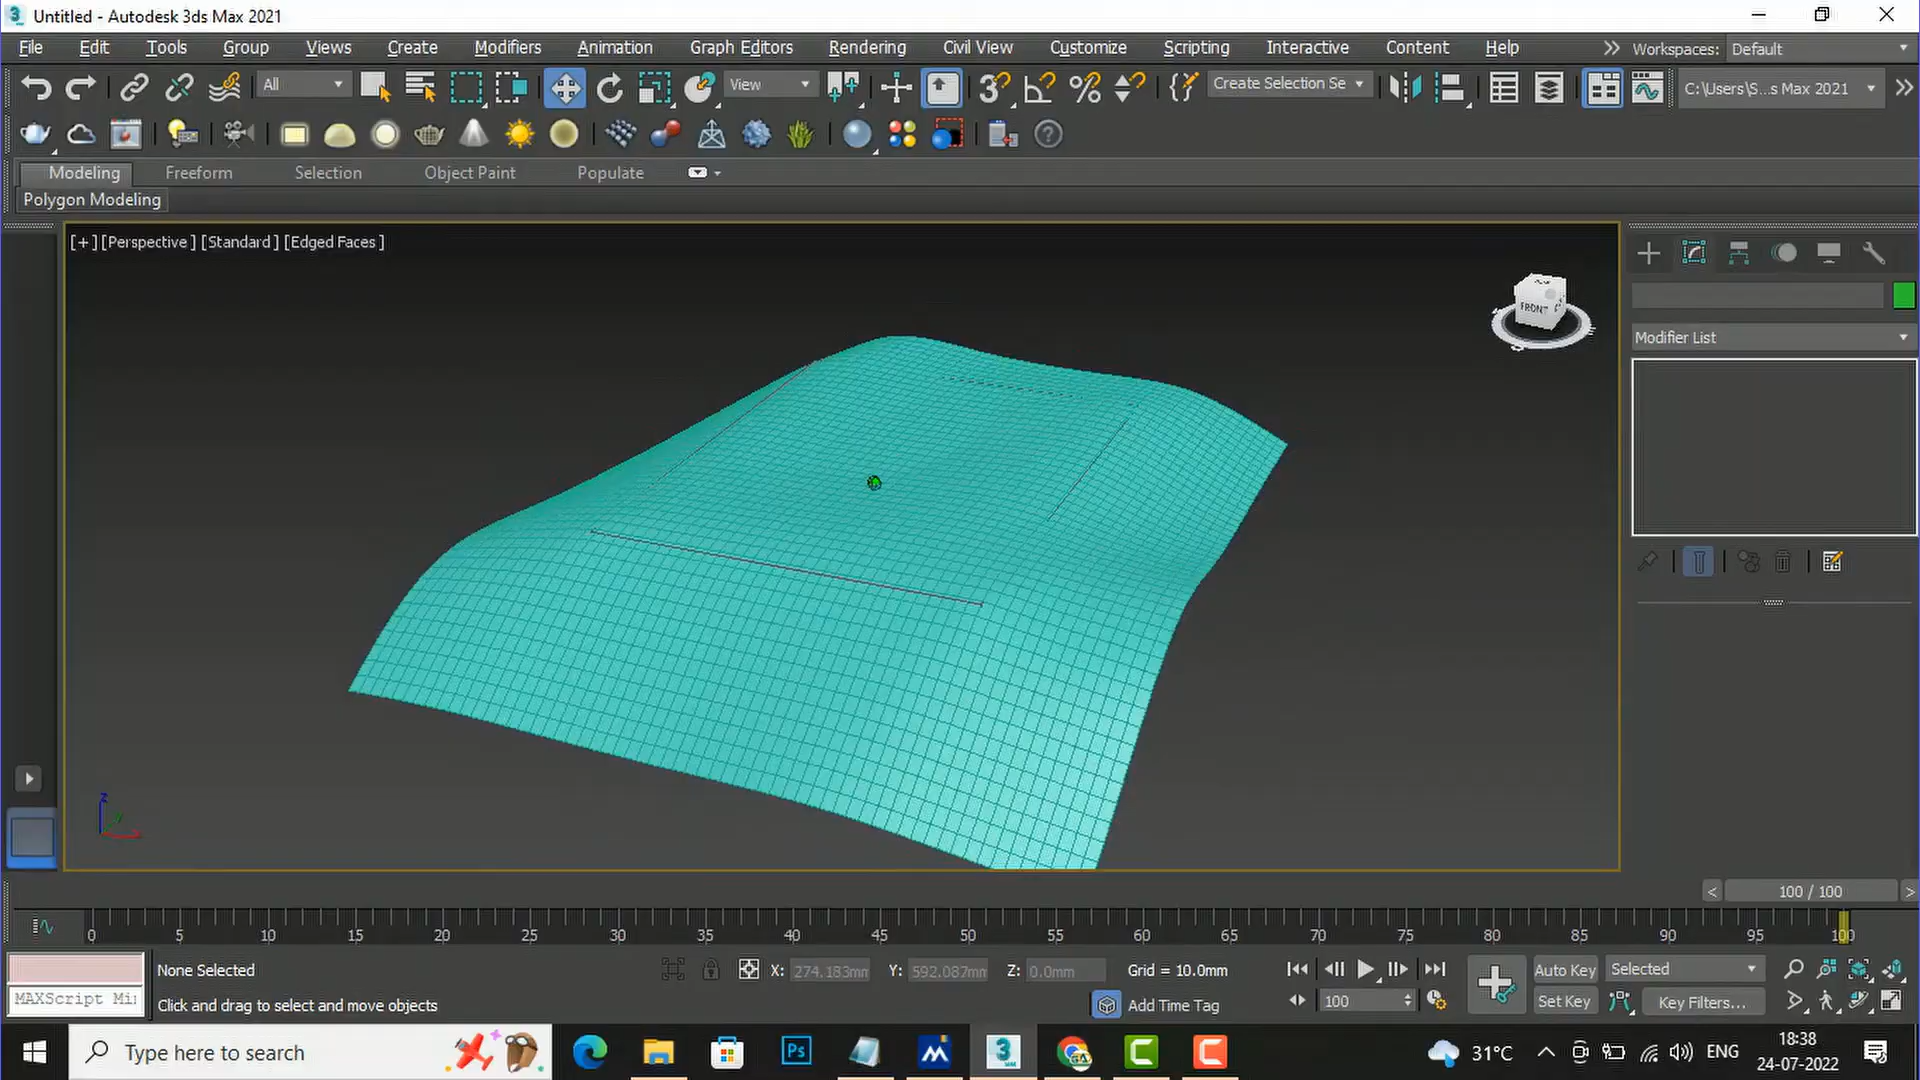 Untitled - Autodesk 3ds Max 2021
File Edit Tools Group Views Create Modifiers Animation Graph Editors Rendering Civil View Customize Scripting Interactive Content Help Workspaces: Default
All View Create Selection Se C:\Users\S...s Max 2021
Modeling Freeform Selection Object Paint Populate
Polygon Modeling
[+] [Perspective ] [Standard ] [Edged Faces ]
FRONT
Modifier List
100 / 100
0 5 10 15 20 25 30 35 40 45 50 55 60 65 70 75 80 85 90 95 100
None Selected X: 274.183mm Y: 592.087mm Z: 0.0mm Grid = 10.0mm Auto Key Selected
MAXScript Mi Click and drag to select and move objects Add Time Tag 100 Set Key Key Filters...
Type here to search Ps 31°C ENG 18:38
24-07-2022